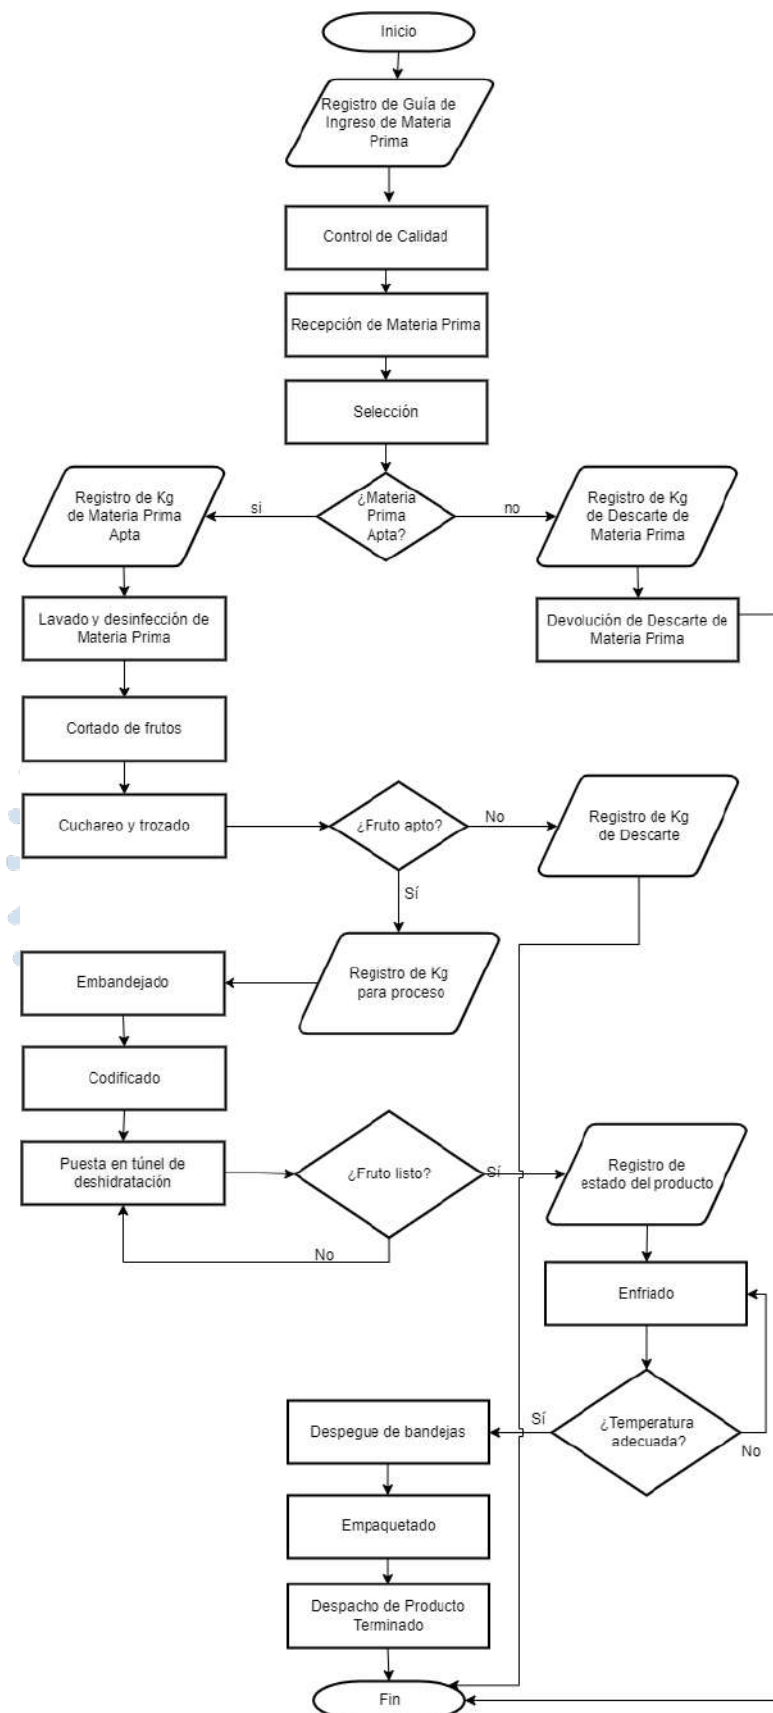 Inicio
Registro de Guía de
Ingreso de Materia
Prima
Control de Calidad
Recepción de Materia Prima
Selección
¿Materia
Prima
Apta?
si
no
Registro de Kg
de Materia Prima
Apta
Registro de Kg
de Descarte de
Materia Prima
Lavado y desinfección de
Materia Prima
Devolución de Descarte de
Materia Prima
Cortado de frutos
Cuchareo y trozado
¿Fruto apto?
No
Registro de Kg
de Descarte
Sí
Registro de Kg
para proceso
Embandejado
Codificado
Puesta en túnel de
deshidratación
¿Fruto listo?
Sí
No
Registro de
estado del producto
Enfriado
¿Temperatura
adecuada?
Sí
No
Despegue de bandejas
Empaquetado
Despacho de Producto
Terminado
Fin